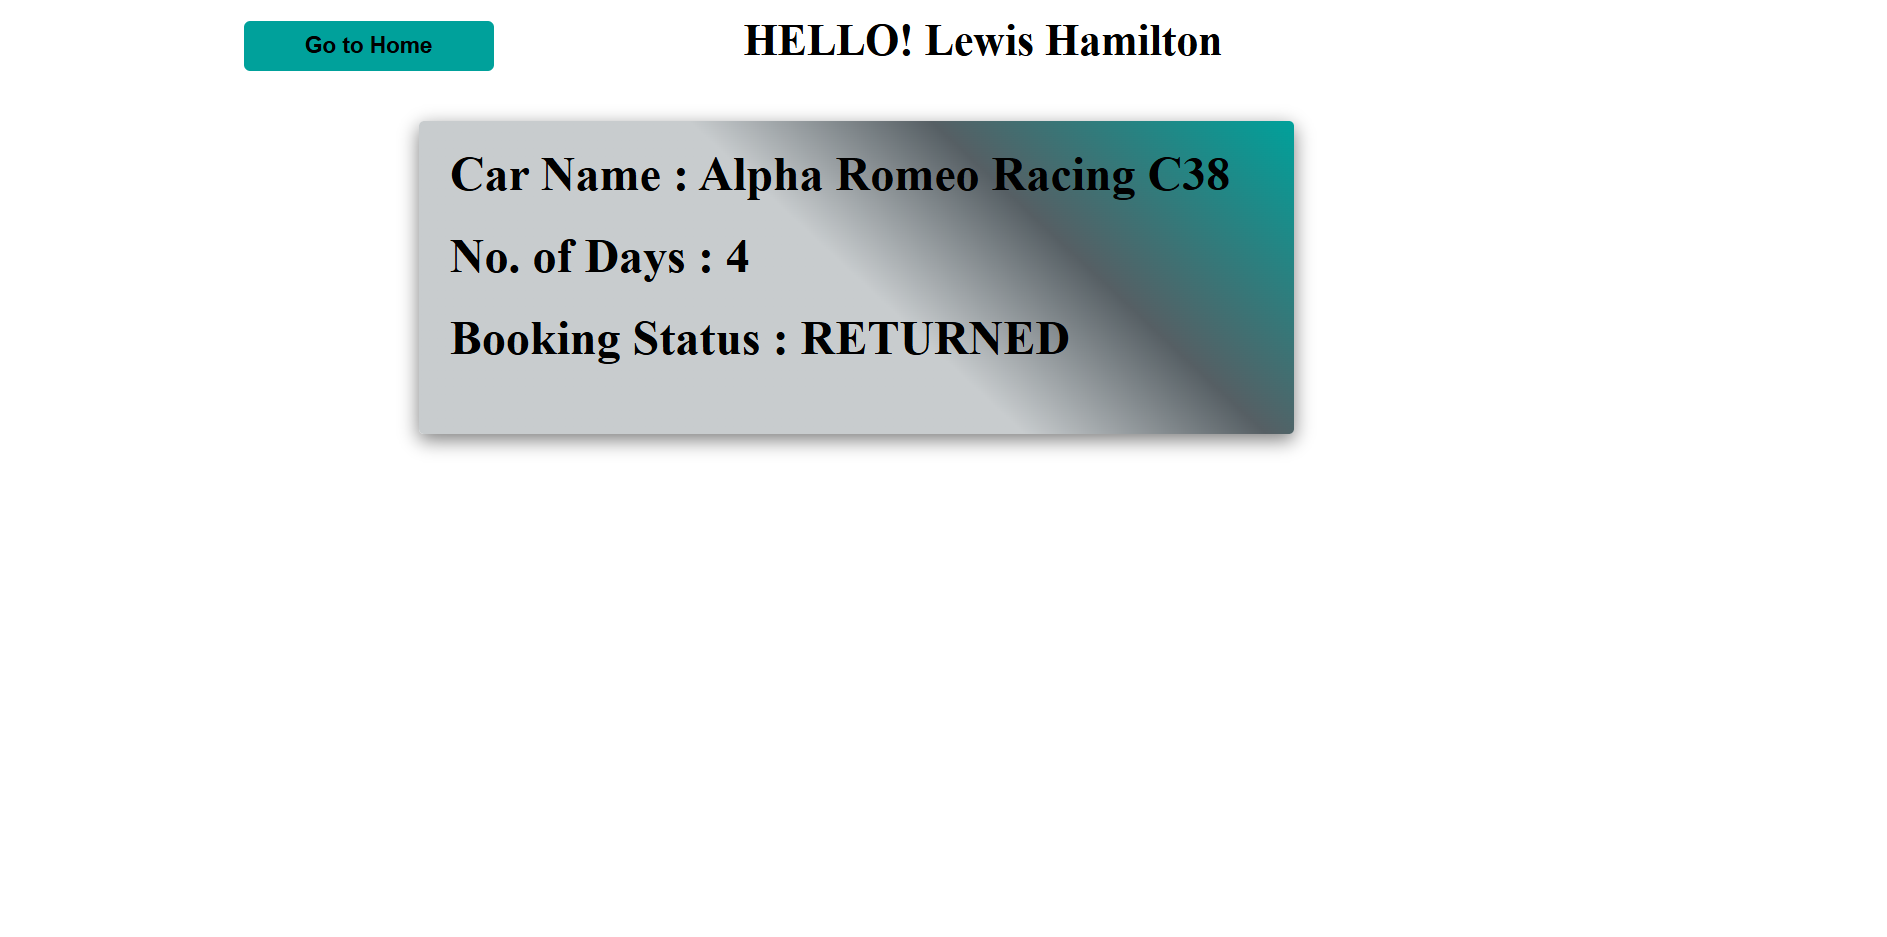 Go to Home
HELLO! Lewis Hamilton
Car Name : Alpha Romeo Racing C38
No. of Days : 4
Booking Status : RETURNED